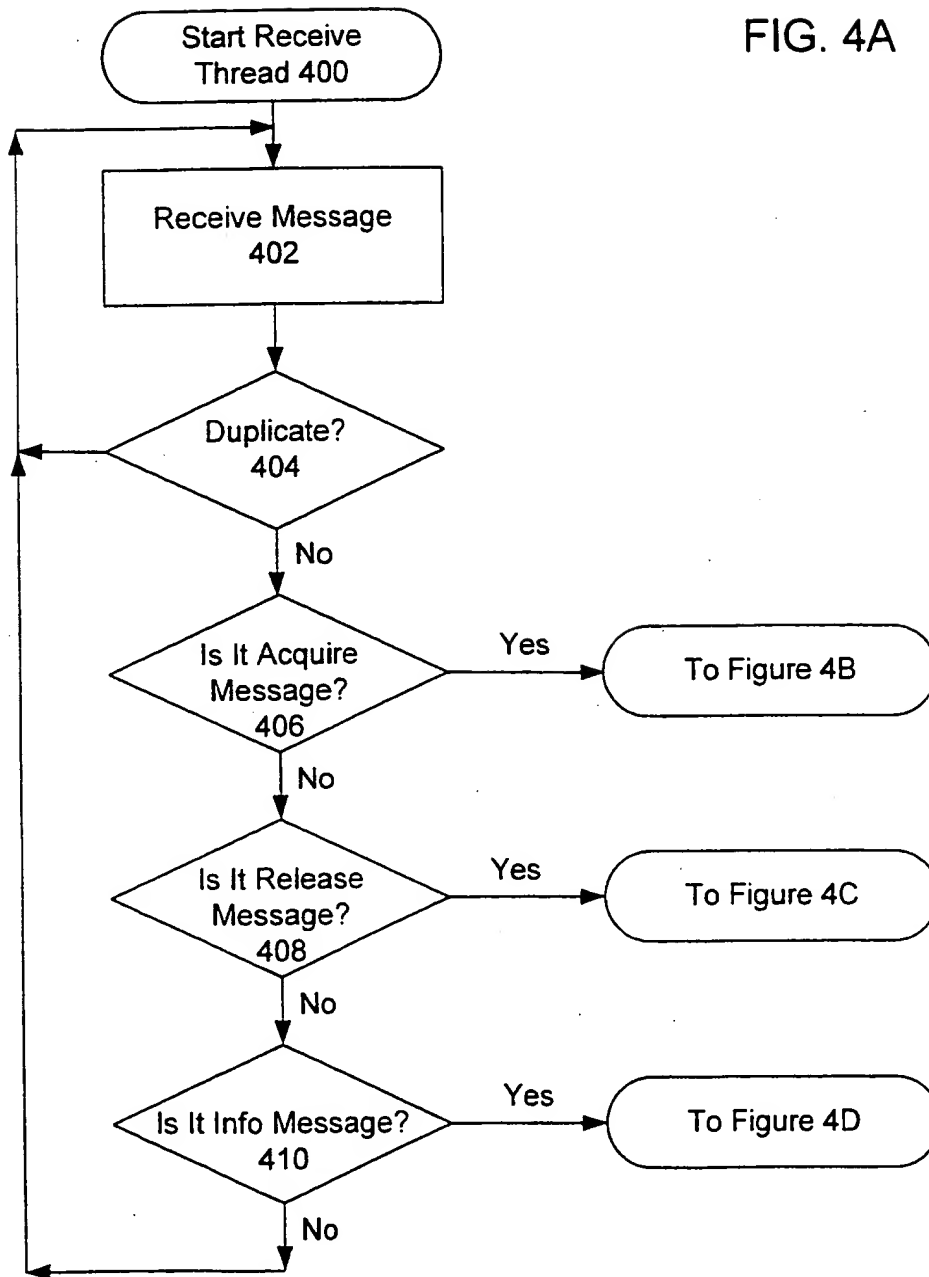 FIG. 4A
Start Receive
Thread 400
Receive Message
402
Duplicate?
404
No
Is It Acquire
Message?
406
Yes
To Figure 4B
No
Is It Release
Message?
408
Yes
To Figure 4C
No
Is It Info Message?
410
Yes
To Figure 4D
No